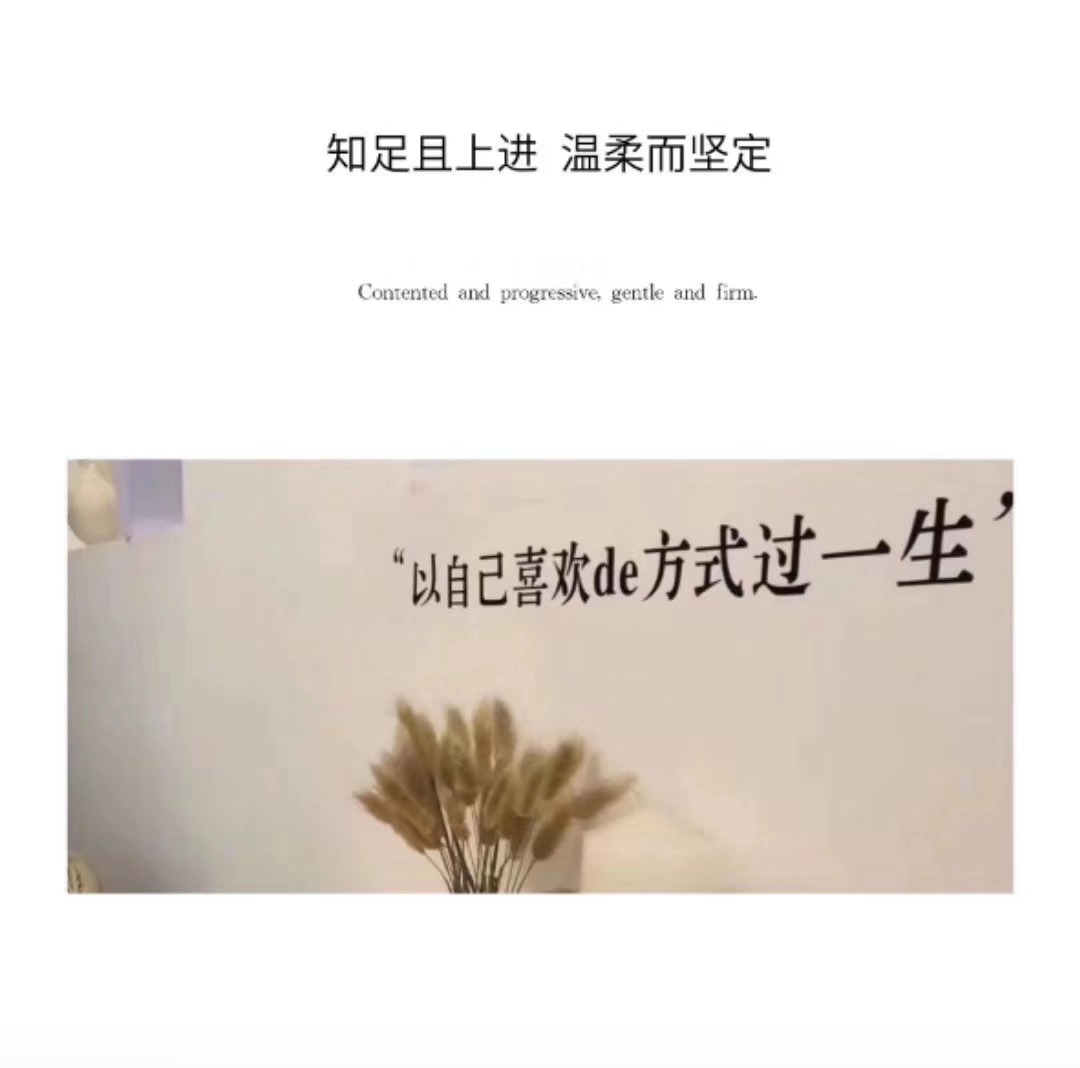 知足且上进 温柔而坚定
Contented and progressive, gentle and firm.
“以自己喜欢de方式过一生’